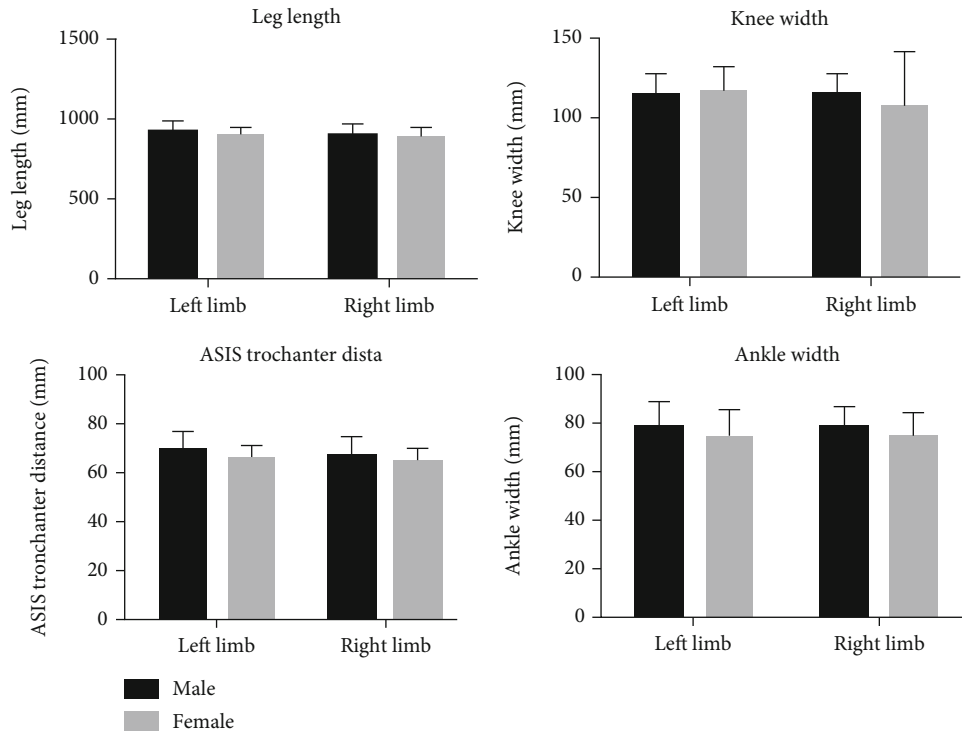 Leg length
Leg length (mm)
1500
1000
500
0
Left limb
Right limb
Knee width
Knee width (mm)
150
100
50
0
Left limb
Right limb
ASIS trochanter dista
ASIS tronchanter distance (mm)
100
80
60
40
20
0
Left limb
Right limb
Ankle width
Ankle width (mm)
100
80
60
40
20
0
Left limb
Right limb
Male
Female